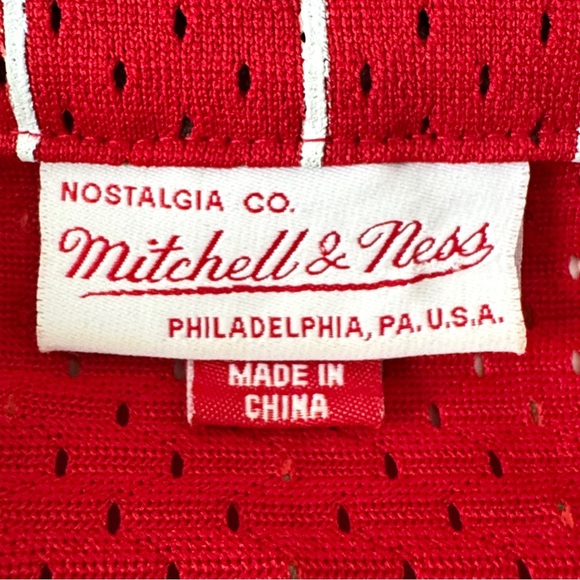 NOSTALGIA CO.
Mitchell & Ness
PHILADELPHIA, PA. U.S.A.
MADE IN
CHINA